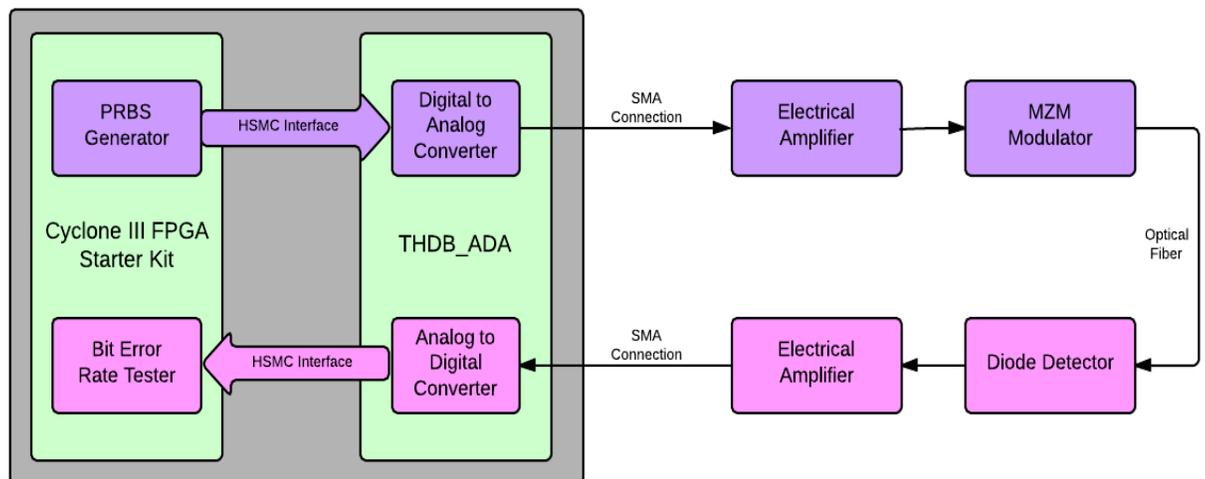 PRBS
Generator
HSMC Interface
Digital to
Analog
Converter
SMA
Connection
Electrical
Amplifier
MZM
Modulator
Cyclone III FPGA
Starter Kit
THDB_ADA
Optical
Fiber
Bit Error
Rate Tester
HSMC Interface
Analog to
Digital
Converter
SMA
Connection
Electrical
Amplifier
Diode Detector